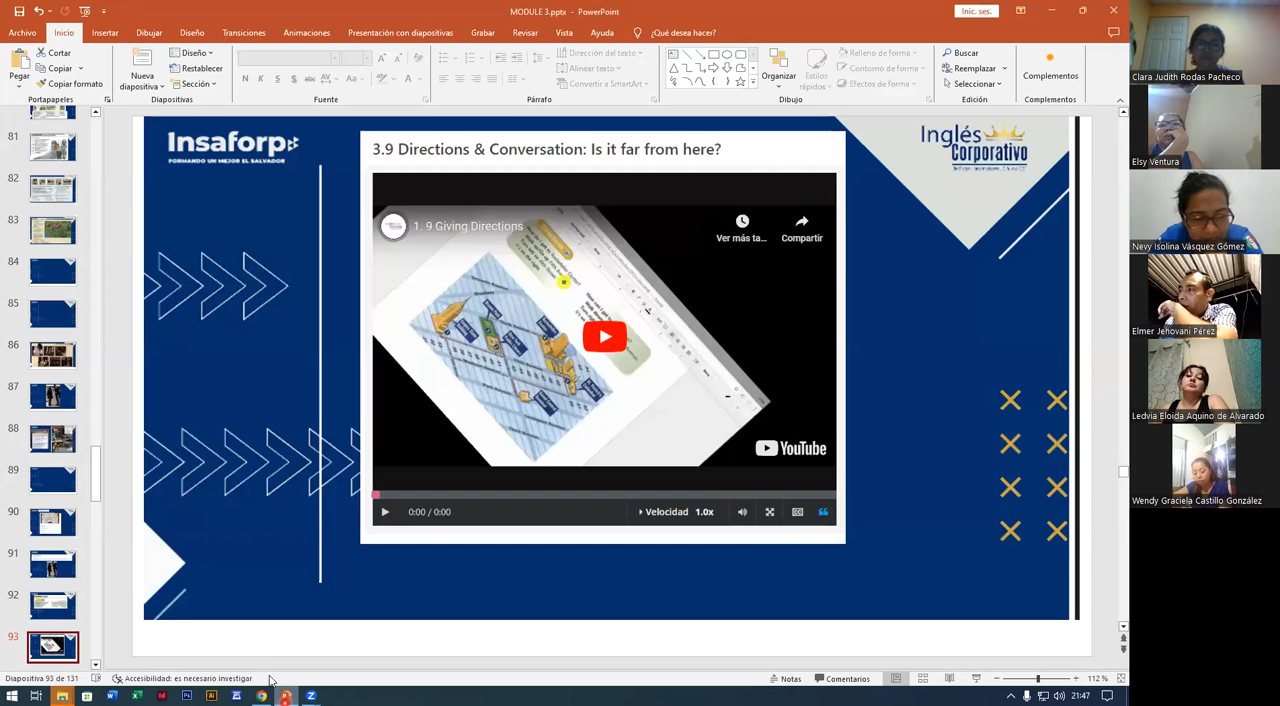 MODULE 3.pptx - PowerPoint
Inic. ses.
Archivo Inicio Insertar Dibujar Diseño Transiciones Animaciones Presentación con diapositivas Grabar Revisar Vista Ayuda ¿Qué desea hacer?
Pegar
Cortar
Copiar
Copiar formato
Portapapeles
Nueva diapositiva
Diseño
Restablecer
Sección
Diapositivas
N K S S abc AV Aa A
Fuente
Dirección del texto
Alinear texto
Convertir a SmartArt
Párrafo
Organizar
Estilos rápidos
Relleno de forma
Contorno de forma
Efectos de forma
Dibujo
Buscar
Reemplazar
Seleccionar
Edición
Complementos
Complementos
81
82
83
84
85
86
87
88
89
90
91
92
93
Insaforp
FORMANDO UN MEJOR EL SALVADOR
Inglés
Corporativo
3.9 Directions & Conversation: Is it far from here?
1. 9 Giving Directions
Ver más ta...
Compartir
YouTube
0:00 / 0:00
Velocidad 1.0x
Clara Judith Rodas Pacheco
Elsy Ventura
Nevy Isolina Vásquez Gómez
Elmer Jehovani Pérez
Ledvia Eloida Aquino de Alvarado
Wendy Graciela Castillo González
Diapositiva 93 de 131
Accesibilidad: es necesario investigar
Notas
Comentarios
112 %
21:47